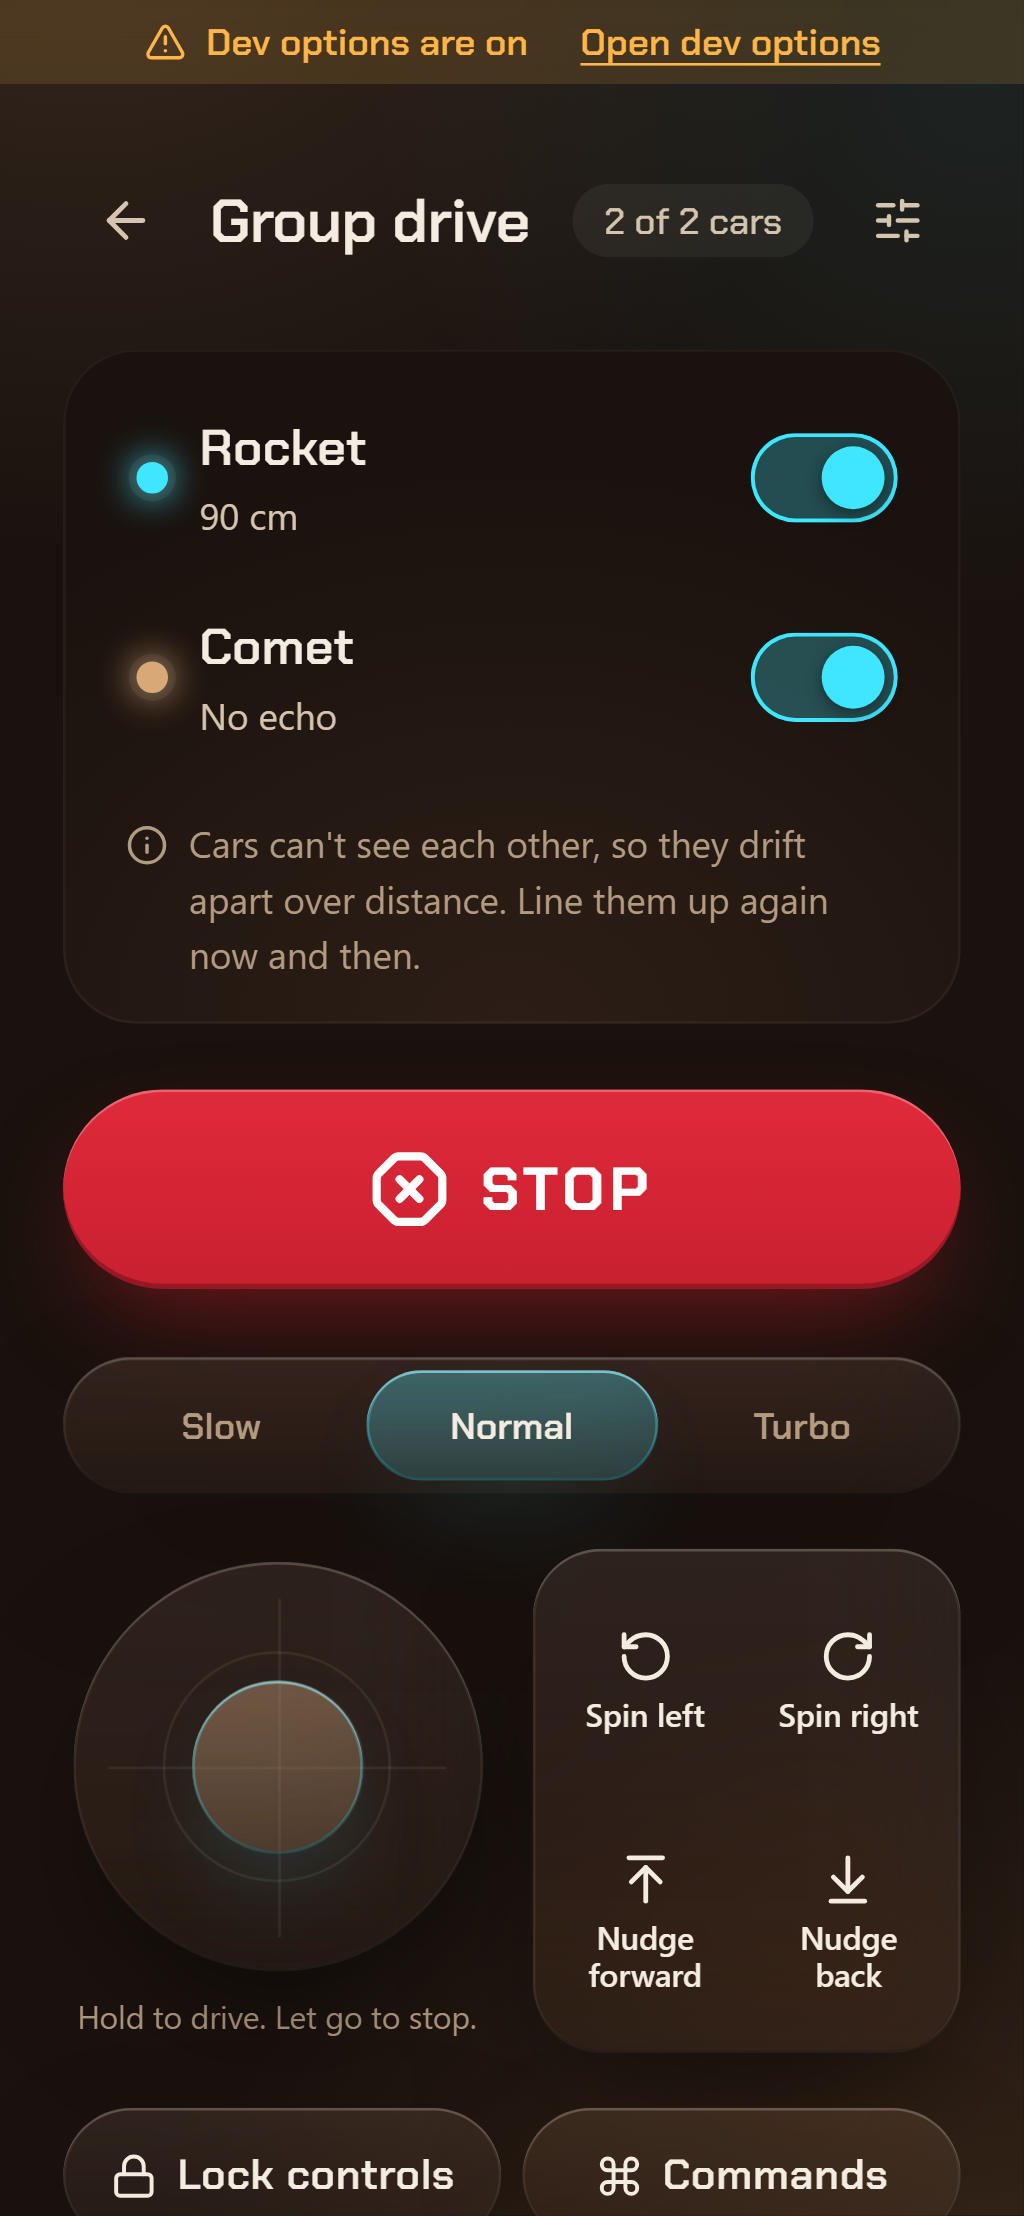 Dev options are on Open dev options
Group drive 2 of 2 cars
Rocket
90 cm
Comet
No echo
Cars can't see each other, so they drift
apart over distance. Line them up again
now and then.
STOP
Slow Normal Turbo
Spin left Spin right
Nudge forward
Nudge back
Hold to drive. Let go to stop.
Lock controls Commands